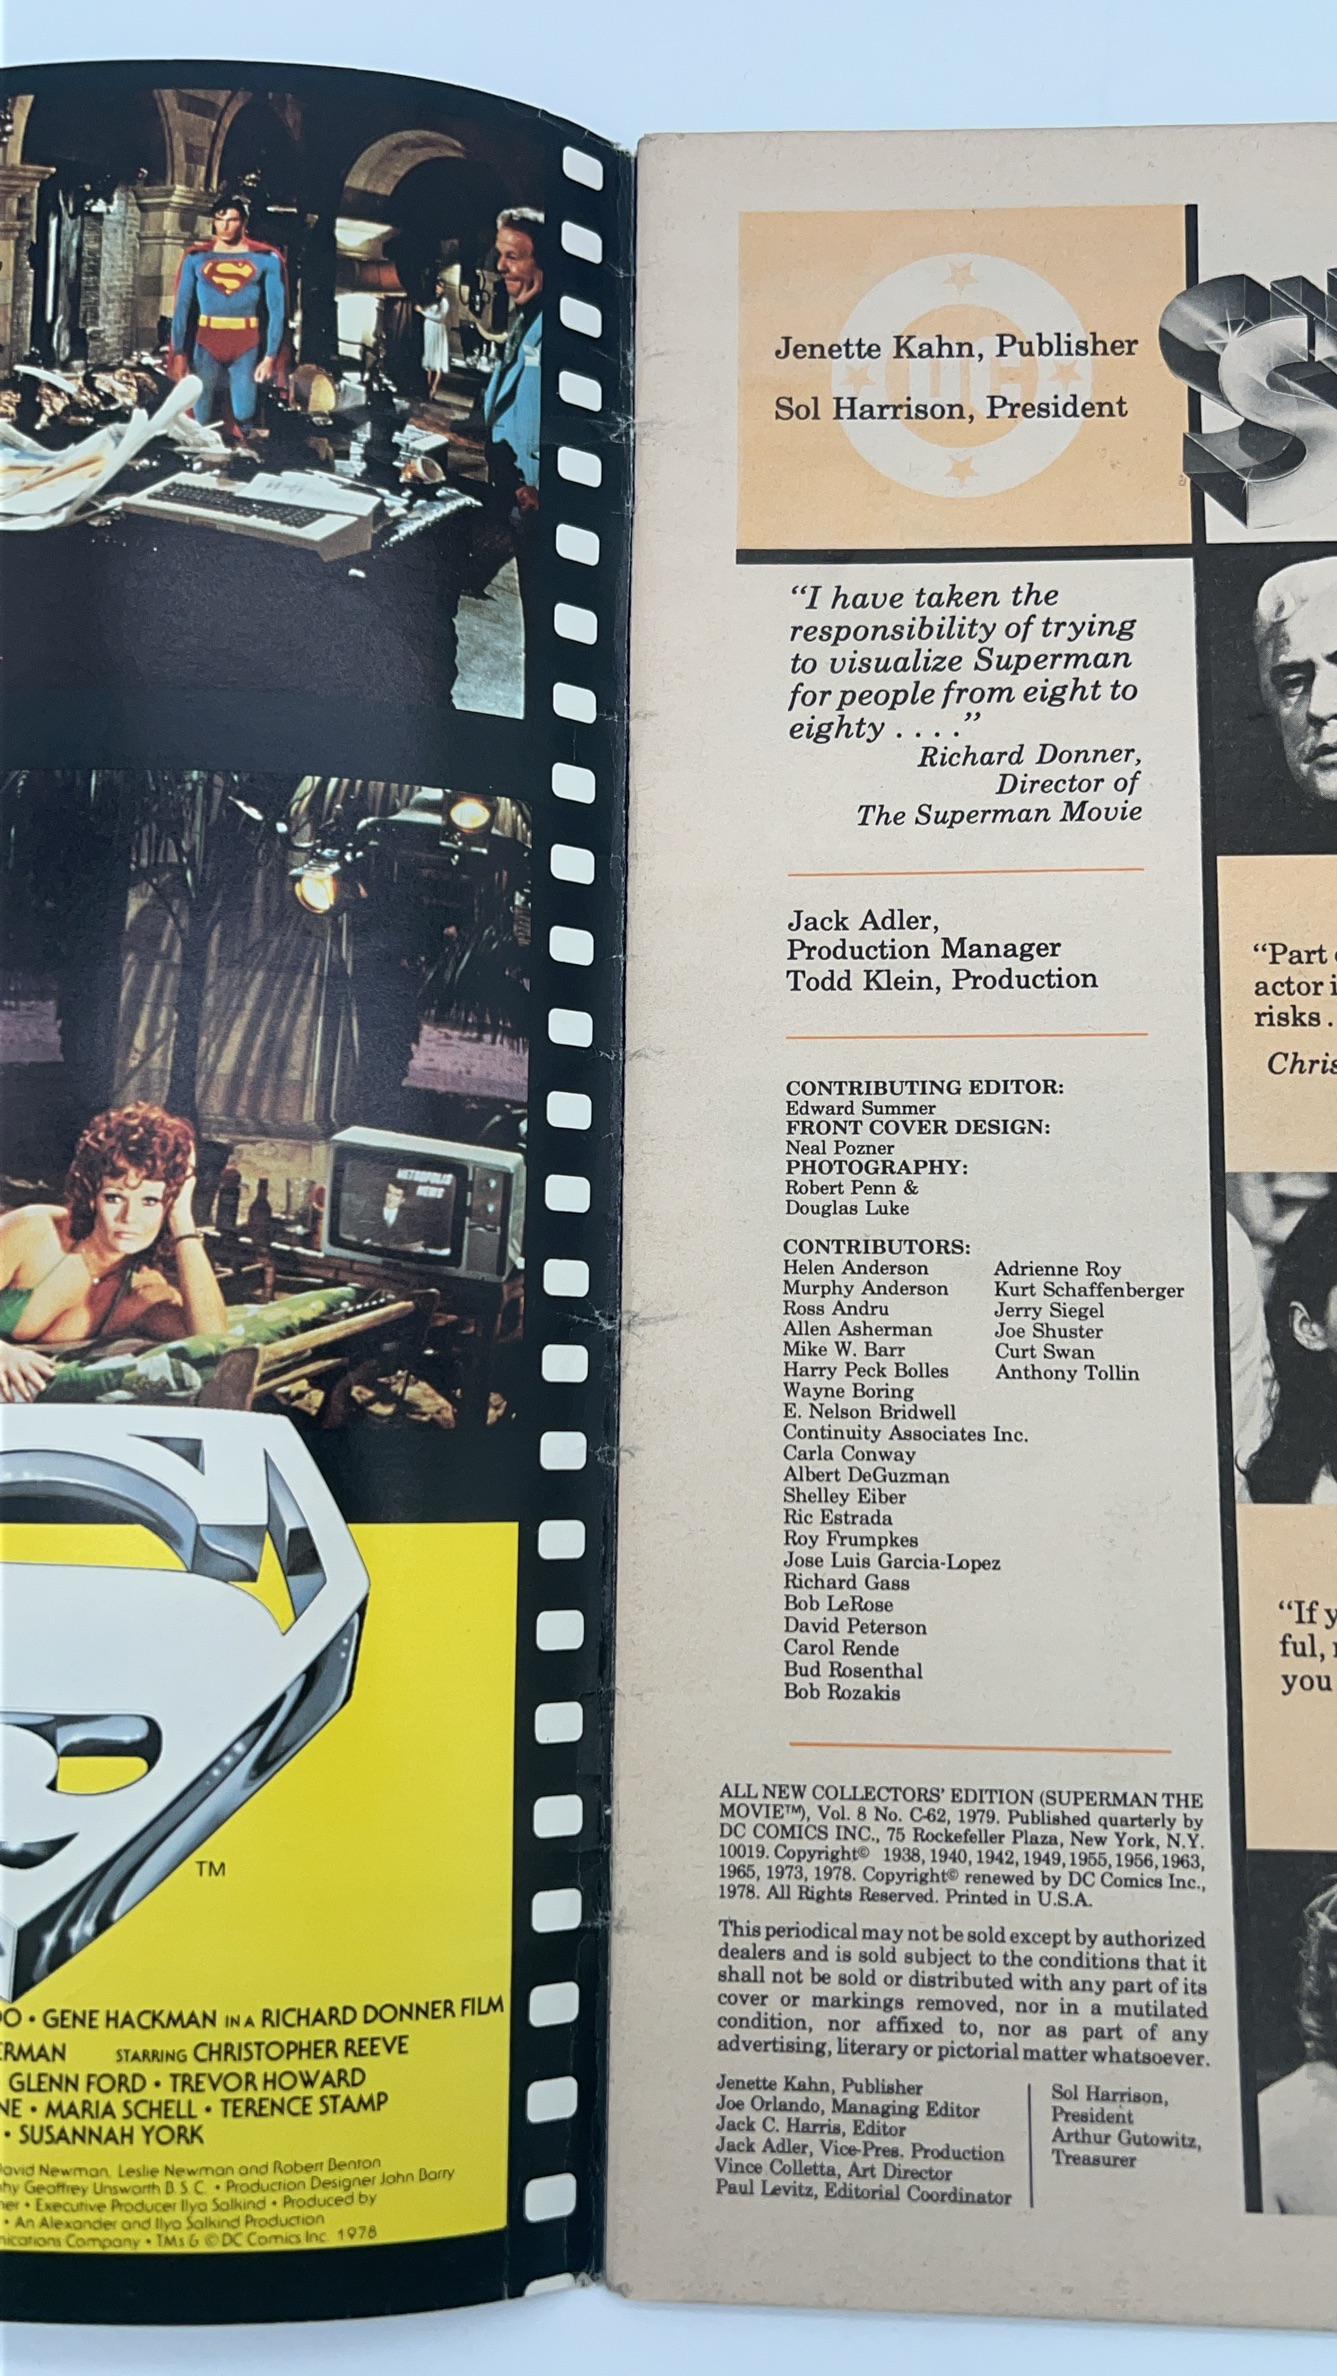 METROPOLIS
NEWS
TM
GENE HACKMAN IN A RICHARD DONNER FILM
STARRING CHRISTOPHER REEVE
GLENN FORD • TREVOR HOWARD
• MARIA SCHELL • TERENCE STAMP
• SUSANNAH YORK
David Newman, Leslie Newman and Robert Benton
Geoffrey Unsworth B.S.C. • Production Designer John Barry
• Executive Producer Ilya Salkind • Produced by
• An Alexander and Ilya Salkind Production
Company • TMs & © DC Comics Inc. 1978
DC
Jenette Kahn, Publisher
Sol Harrison, President
“I have taken the
responsibility of trying
to visualize Superman
for people from eight to
eighty . . . .”
Richard Donner,
Director of
The Superman Movie
Jack Adler,
Production Manager
Todd Klein, Production
CONTRIBUTING EDITOR:
Edward Summer
FRONT COVER DESIGN:
Neal Pozner
PHOTOGRAPHY:
Robert Penn &
Douglas Luke
CONTRIBUTORS:
Helen Anderson
Murphy Anderson
Ross Andru
Allen Asherman
Mike W. Barr
Harry Peck Bolles
Wayne Boring
E. Nelson Bridwell
Continuity Associates Inc.
Carla Conway
Albert DeGuzman
Shelley Eiber
Ric Estrada
Roy Frumpkes
Jose Luis Garcia-Lopez
Richard Gass
Bob LeRose
David Peterson
Carol Rende
Bud Rosenthal
Bob Rozakis
Adrienne Roy
Kurt Schaffenberger
Jerry Siegel
Joe Shuster
Curt Swan
Anthony Tollin
ALL NEW COLLECTORS’ EDITION (SUPERMAN THE
MOVIE™), Vol. 8 No. C-62, 1979. Published quarterly by
DC COMICS INC., 75 Rockefeller Plaza, New York, N.Y.
10019. Copyright© 1938, 1940, 1942, 1949, 1955, 1956, 1963,
1965, 1973, 1978. Copyright© renewed by DC Comics Inc.,
1978. All Rights Reserved. Printed in U.S.A.
This periodical may not be sold except by authorized
dealers and is sold subject to the conditions that it
shall not be sold or distributed with any part of its
cover or markings removed, nor in a mutilated
condition, nor affixed to, nor as part of any
advertising, literary or pictorial matter whatsoever.
Jenette Kahn, Publisher
Joe Orlando, Managing Editor
Jack C. Harris, Editor
Jack Adler, Vice-Pres. Production
Vince Colletta, Art Director
Paul Levitz, Editorial Coordinator
Sol Harrison,
President
Arthur Gutowitz,
Treasurer
“Part
actor
risks .
“If
ful,
you